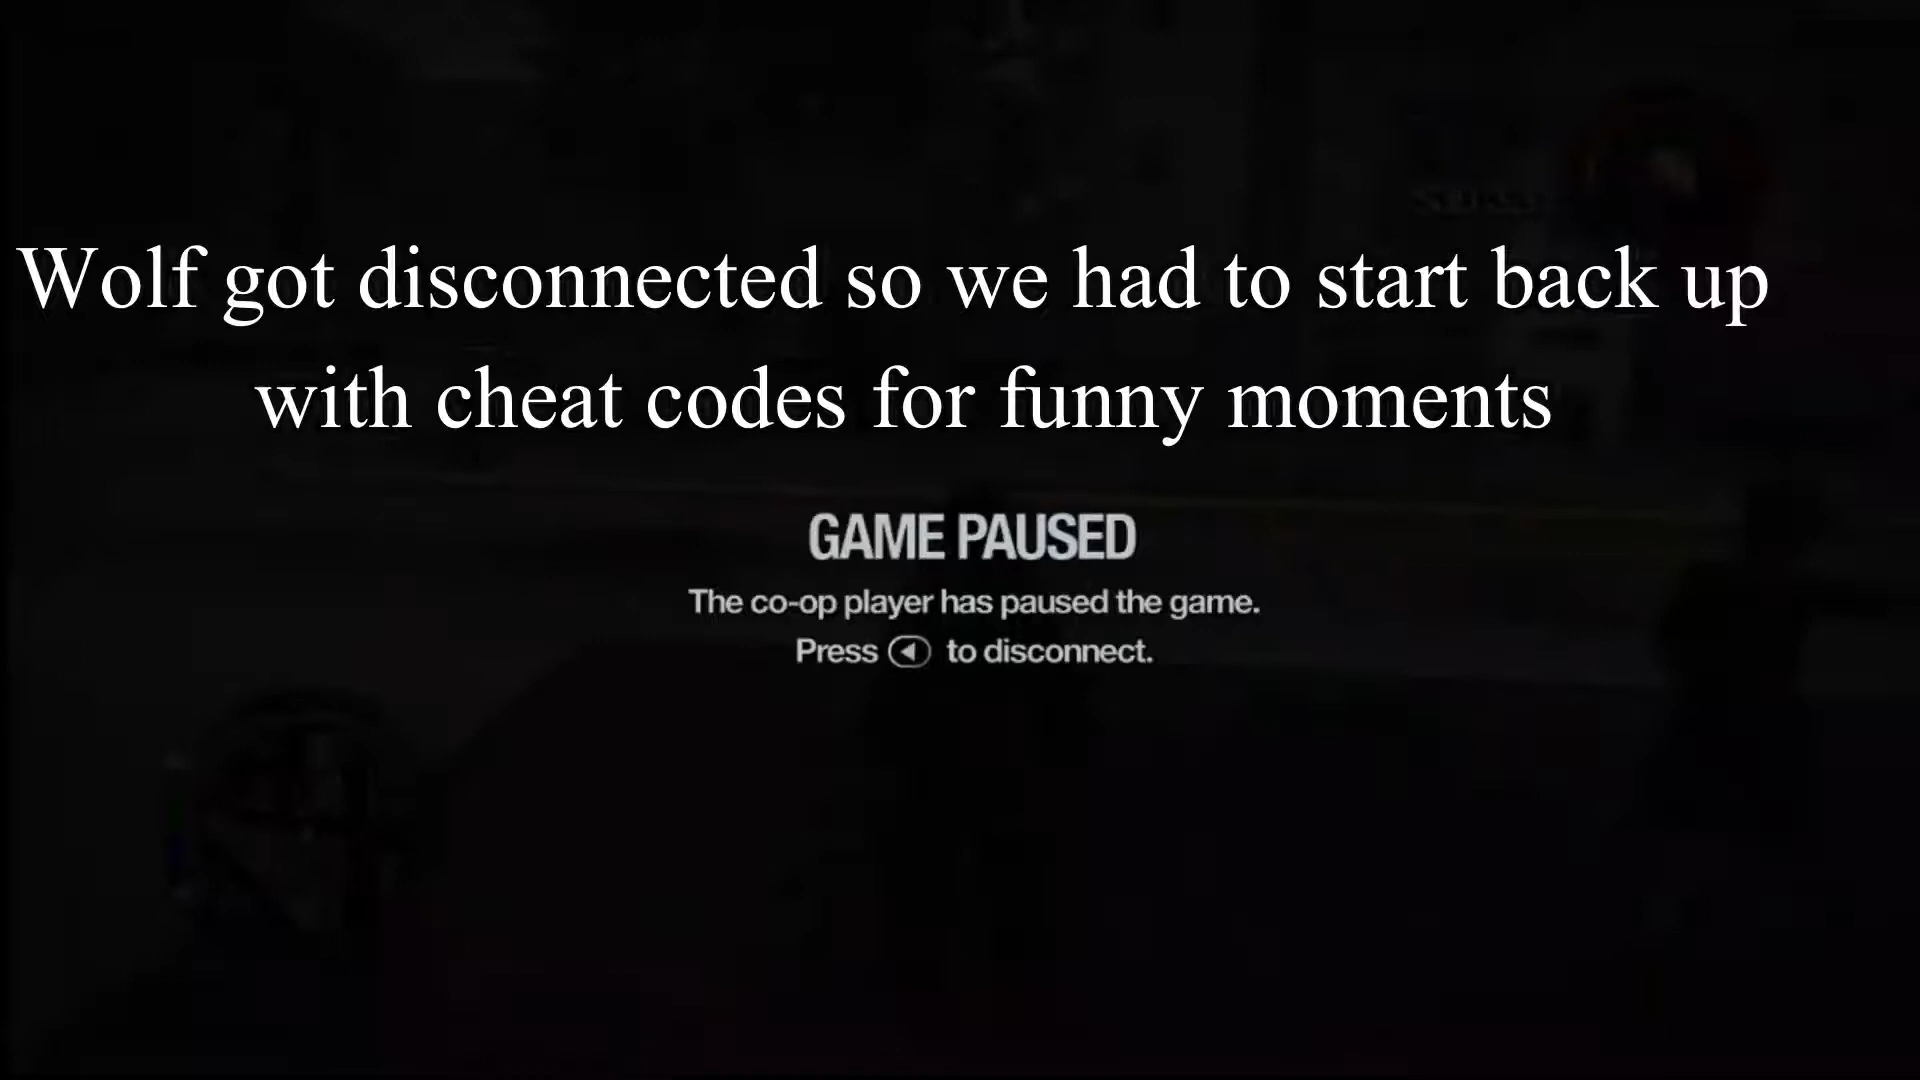 Wolf got disconnected so we had to start back up
with cheat codes for funny moments
GAME PAUSED
The co-op player has paused the game.
Press to disconnect.